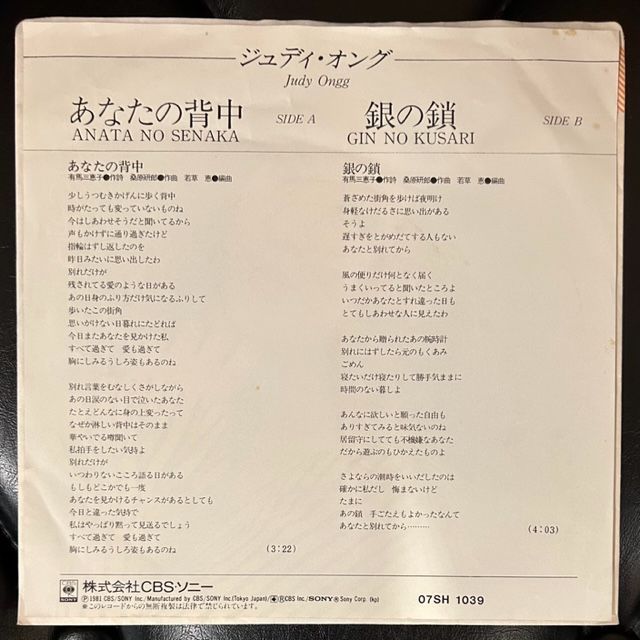 ジュディ・オング
Judy Ongg
あなたの背中
ANATA NO SENAKA
SIDE A
銀の鎖
GIN NO KUSARI
SIDE B
あなたの背中
有馬三恵子●作詩 桑原研郎●作曲 若草 恵●編曲
少しうつむきかげんに歩く背中
時がたっても変っていないものね
今はしあわせそうだと聞いてるから
声もかけずに通り過ぎたけど
指輪はずし返したのを
昨日みたいに思い出したわ
別れだけが
残されてる愛のような日がある
あの日身のふり方だけ気になるふりして
歩いたこの街角
思いがけない日暮れにたどれば
今日またあなたを見かけた私
すべて過ぎて 愛も過ぎて
胸にしみるうしろ姿もあるのね
別れ言葉をむなしくさがしながら
あの日涙のない目で泣いたあなた
たとえどんなに身の上変ったって
なぜか淋しい背中はそのまま
華やいでる噂聞いて
私拍手をしたい気持よ
別れだけが
いつわりないこころ語る日がある
もしもどこかでも一度
あなたを見かけるチャンスがあるとしても
今日と違った気持で
私はやっぱり黙って見送るでしょう
すべて過ぎて 愛も過ぎて
胸にしみるうしろ姿もあるのね
(3:22)
銀の鎖
有馬三恵子●作詩 桑原研郎●作曲 若草 恵●編曲
蒼ざめた街角を歩けば夜明け
身軽なけだるさに思い出がある
そうよ
遅すぎをとがめだてする人もない
あなたと別れてから
風の便りだけ何となく届く
うまくいってると聞いたところよ
いつだかあなたとすれ違った日も
とてもしあわせな人に見えたわ
あなたから贈られたあの腕時計
別れにはずしたら元のもくあみ
ごめん
寝たいだけ寝たりして勝手気ままに
時間のない暮しよ
あんなに欲しいと願った自由も
ありすぎてみると味気ないのね
居留守にしてても不機嫌なあなた
だから遊ぶのもひかえたものよ
さよならの潮時をいいだしたのは
確かに私だし 悔まないけど
たまに
あの鎖 手ごたえもよかったなんて
あなたと別れてから………
(4:03)
CBS
SONY
株式会社CBS・ソニー
Ⓟ1981 CBS/SONY Inc./Manufactured by CBS/SONY Inc.(Tokyo Japan)/®CBS Inc./SONY®Sony Corp. (kp)
※このレコードからの無断複製は法律で禁じられています。
07SH 1039